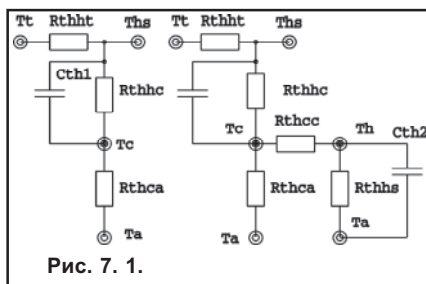 Tt Rthht Ths Tt Rthht Ths
Cth1 Rthhc Rthhc
Rthcc
Tc Tc Th Cth2
Rthca Rthca Rthhs
Ta
Ta Ta
Рис. 7. 1.